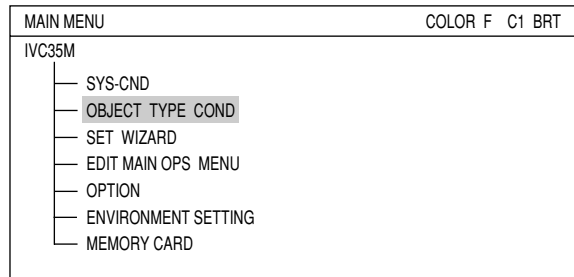 MAIN MENU COLOR F C1 BRT
IVC35M
SYS-CND
OBJECT TYPE COND
SET WIZARD
EDIT MAIN OPS MENU
OPTION
ENVIRONMENT SETTING
MEMORY CARD